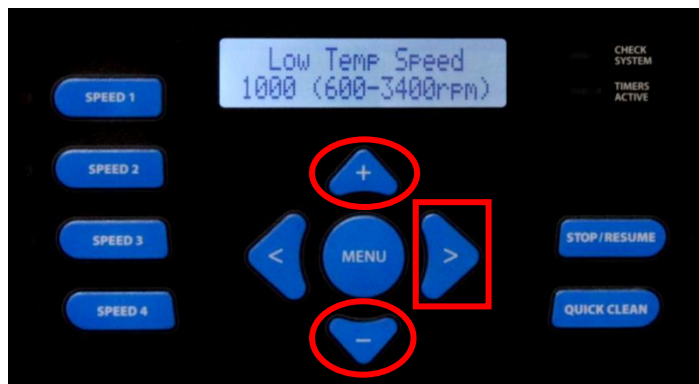 Low Temp Speed
1000 (600-3400rpm)
CHECK
SYSTEM
TIMERS
ACTIVE
SPEED 1
SPEED 2
SPEED 3
SPEED 4
+
<
MENU
>
−
STOP/RESUME
QUICK CLEAN